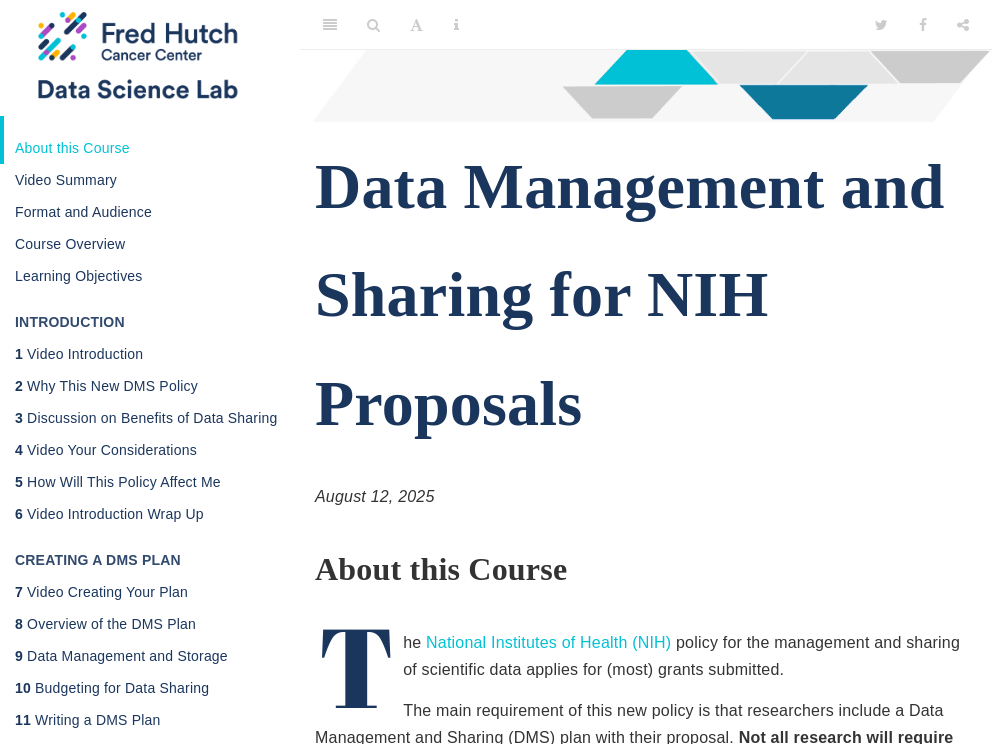 Fred Hutch
Cancer Center
Data Science Lab
About this Course
Video Summary
Format and Audience
Course Overview
Learning Objectives
INTRODUCTION
1 Video Introduction
2 Why This New DMS Policy
3 Discussion on Benefits of Data Sharing
4 Video Your Considerations
5 How Will This Policy Affect Me
6 Video Introduction Wrap Up
CREATING A DMS PLAN
7 Video Creating Your Plan
8 Overview of the DMS Plan
9 Data Management and Storage
10 Budgeting for Data Sharing
11 Writing a DMS Plan
Data Management and
Sharing for NIH
Proposals
August 12, 2025
About this Course
The National Institutes of Health (NIH) policy for the management and sharing
of scientific data applies for (most) grants submitted.
The main requirement of this new policy is that researchers include a Data
Management and Sharing (DMS) plan with their proposal. Not all research will require